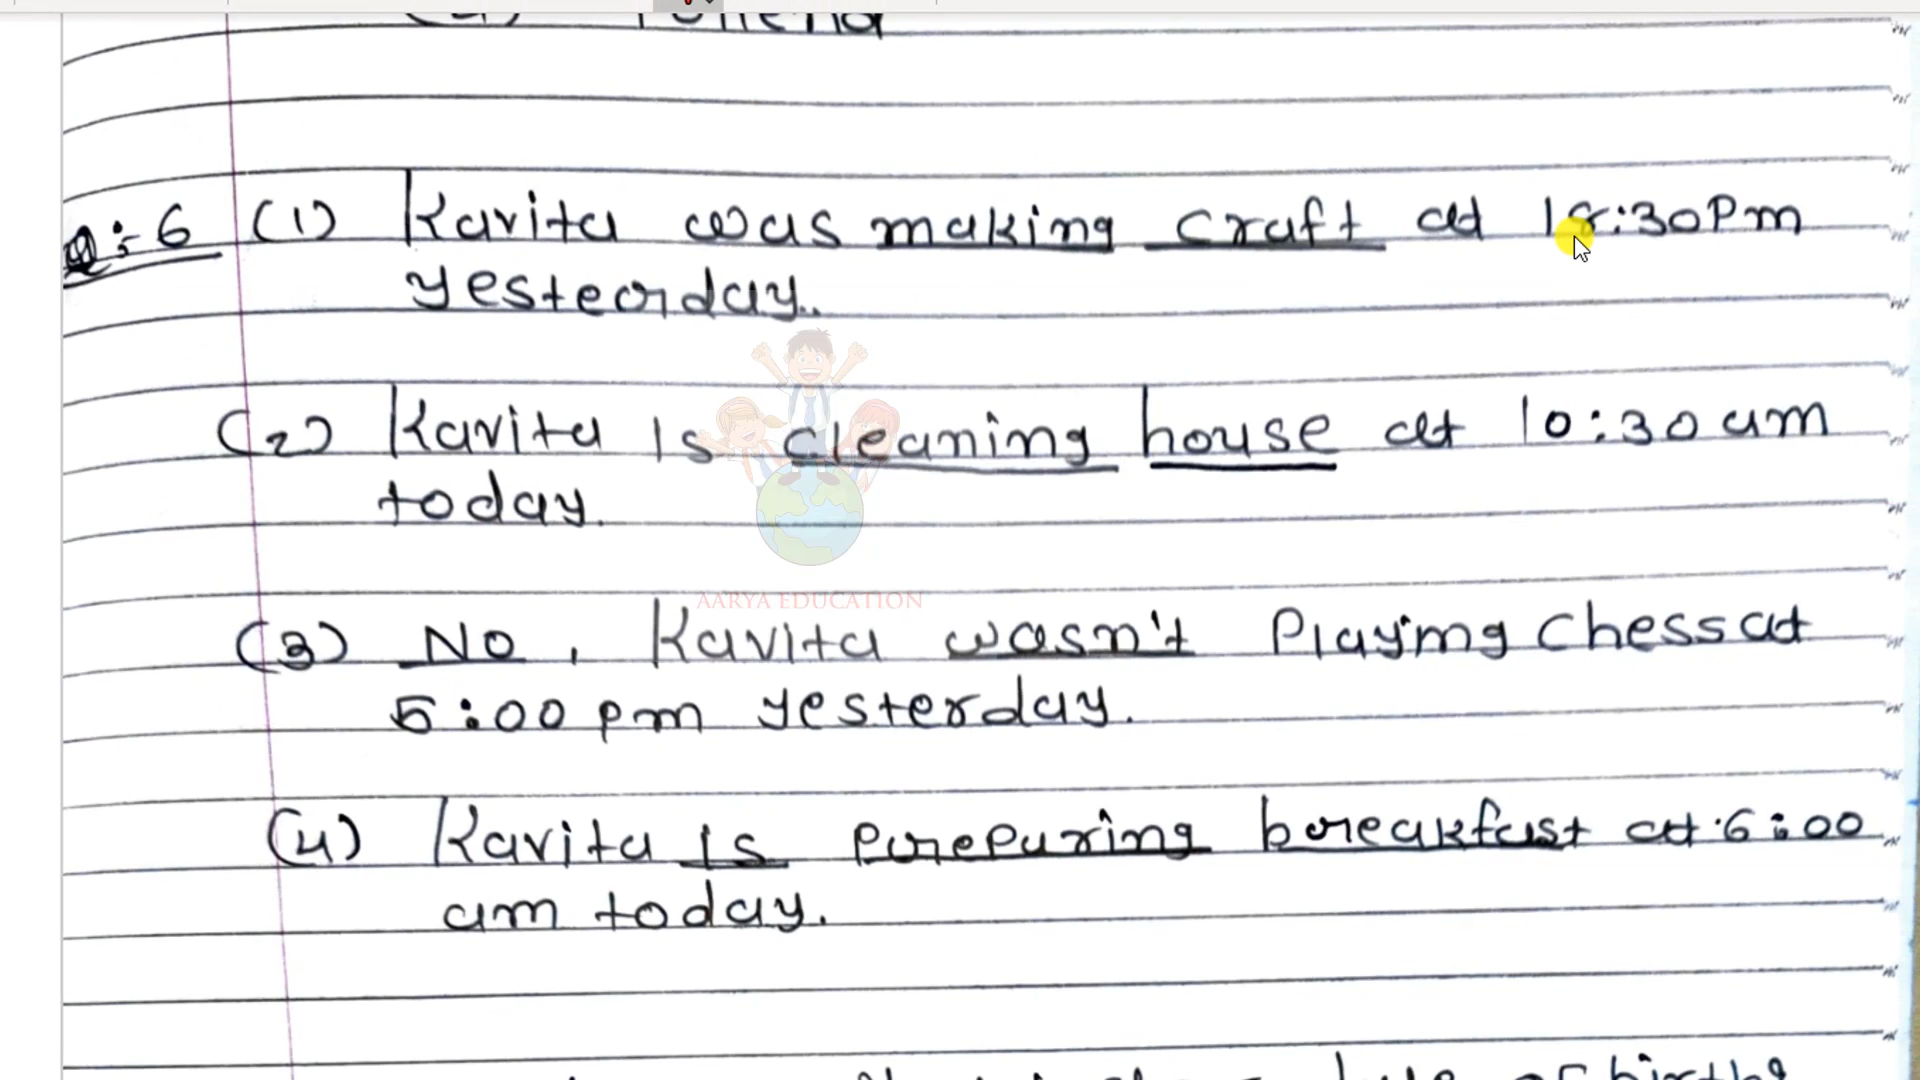 Q:-6 (1) Kavita was making craft at :30Pm
yesterday..
(2) Kavita is cleaning house at 10:30 am
today.
AARYA EDUCATION
(3) No, Kavita wasn't Playing chess at
5:00 pm yesterday.
(4) Kavita is preparing breakfast at 6:00
am today.